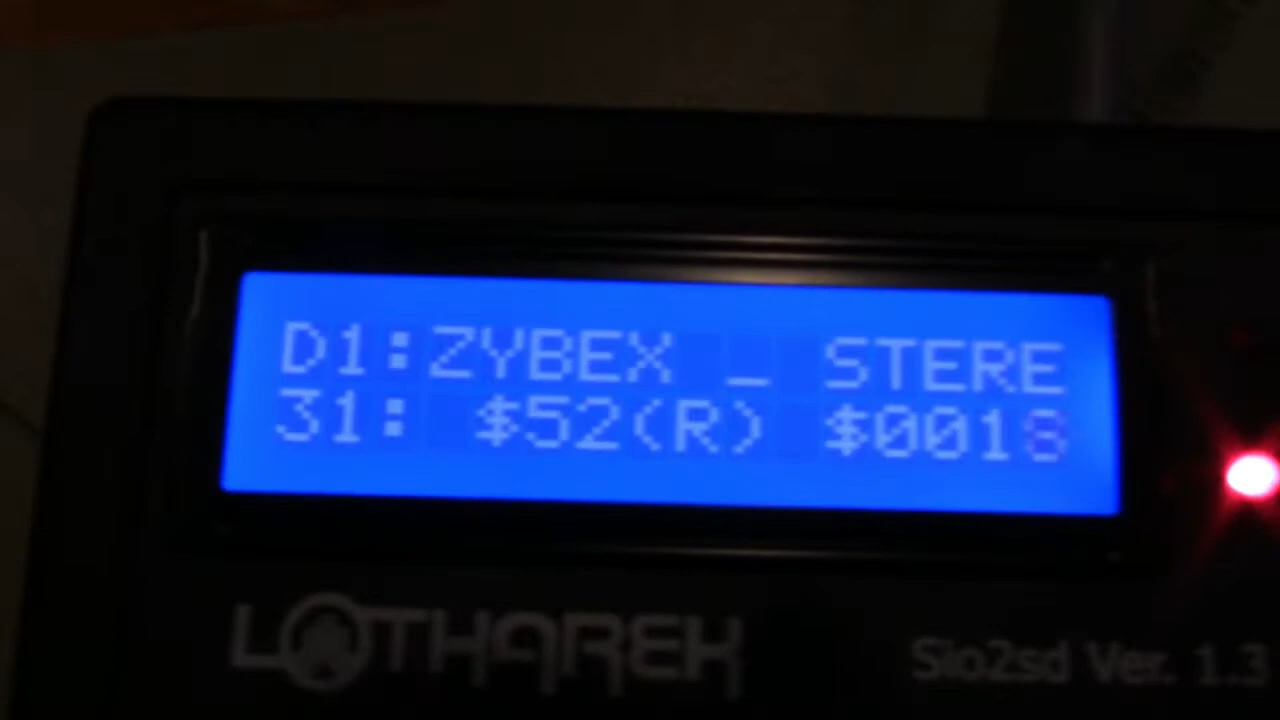 D1:ZYBEX _ STERE
31: $52(R) $0018
LOTHAREK
Sio2sd Ver. 1.3